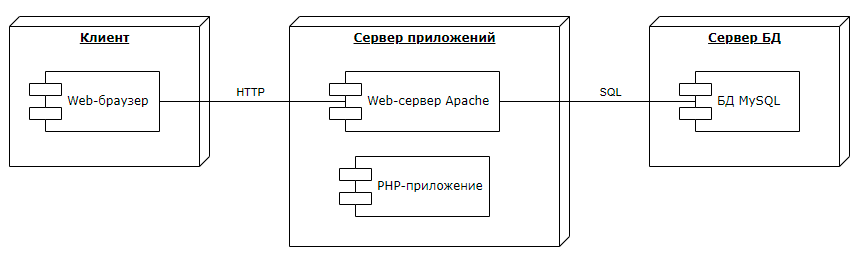 Клиент
Web-браузер
HTTP
Сервер приложений
Web-сервер Apache
PHP-приложение
SQL
Сервер БД
БД MySQL